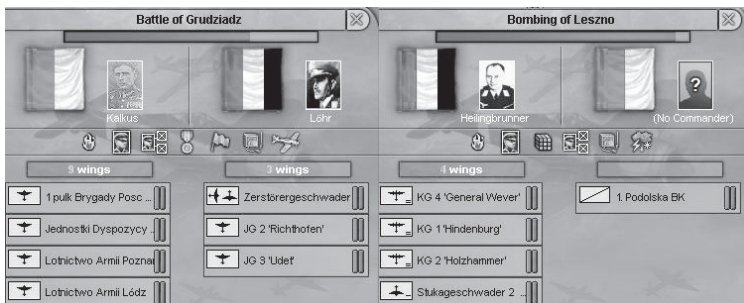 Battle of Grudziadz
Kalkus
Löhr
9 wings
3 wings
1 pulk Brygady Posc ...
Jednostki Dyspozycy ...
Lotnictwo Armii Poznar
Lotnictwo Armii Lódz
Zerstörergeschwader
JG 2 'Richthofen'
JG 3 'Udet'
Bombing of Leszno
Heilingbrunner
?
(No Commander)
4 wings
KG 4 'General Wever'
KG 1 'Hindenburg'
KG 2 'Holzhammer'
Stukageschwader 2 ...
1. Podolska BK